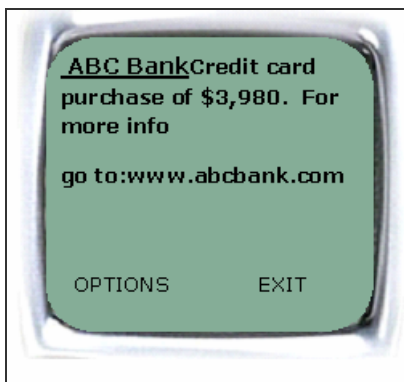 ABC BankCredit card
purchase of $3,980. For
more info
go to:www.abcbank.com
OPTIONS EXIT